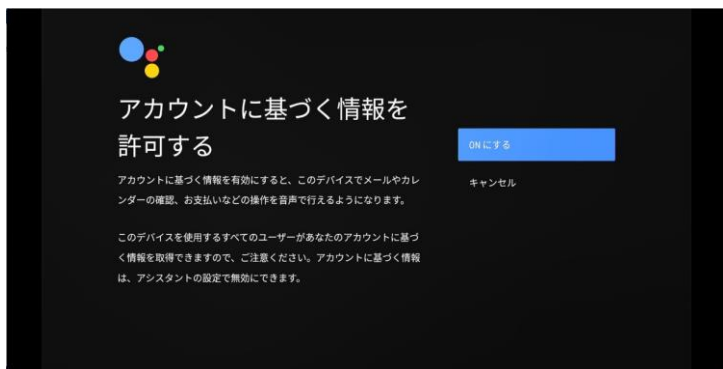 アカウントに基づく情報を
許可する
アカウントに基づく情報を有効にすると、このデバイスでメールやカレ
ンダーの確認、お支払いなどの操作を音声で行えるようになります。
このデバイスを使用するすべてのユーザーがあなたのアカウントに基づ
く情報を取得できますので、ご注意ください。アカウントに基づく情報
は、アシスタントの設定で無効にできます。
ONにする
キャンセル